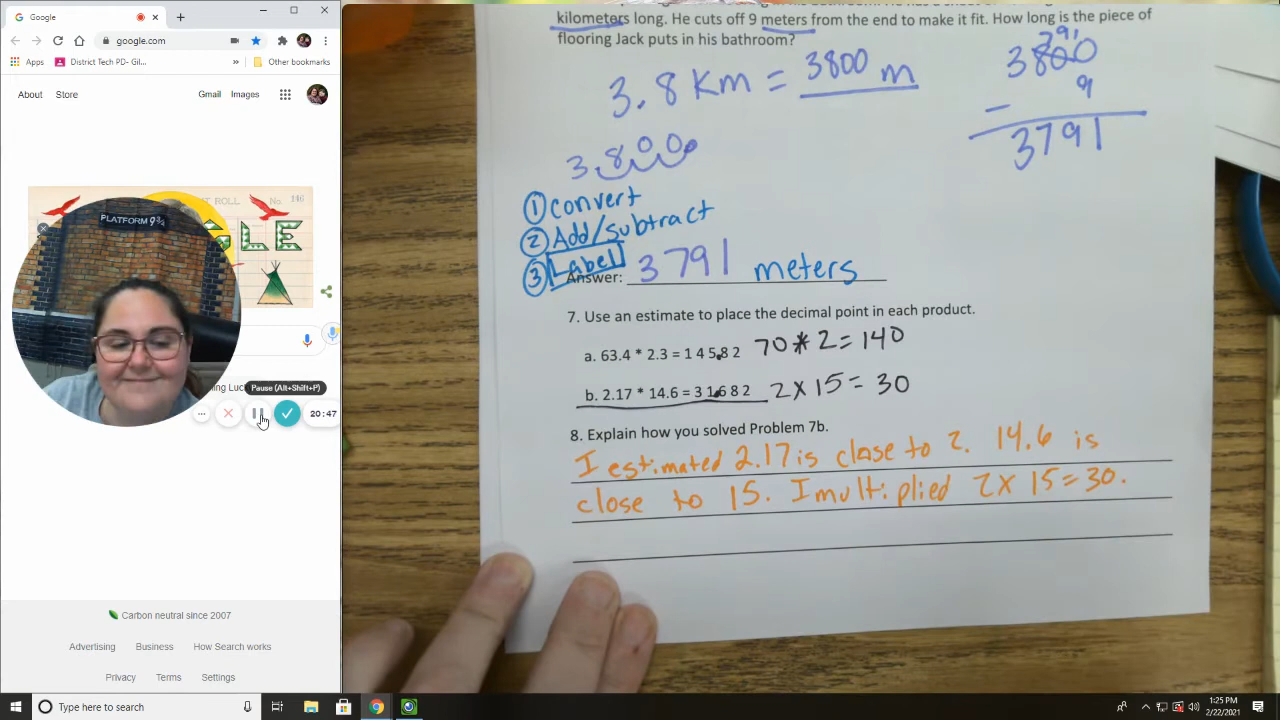 Google
google.com
Apps
District Tech PD- Gil...
»
Other bookmarks
About
Store
Gmail
Images
ROLL
No. 146
PLATFORM 9¾
G L E
Pause (Alt+Shift+P)
20:47
Carbon neutral since 2007
Advertising
Business
How Search works
Privacy
Terms
Settings
kilometers long. He cuts off 9 meters from the end to make it fit. How long is the piece of
flooring Jack puts in his bathroom?
3.8 Km = 3800 m
3.800
3800
- 9
3791
① Convert
② Add/subtract
③ Label
Answer: 3791 meters
7. Use an estimate to place the decimal point in each product.
a. 63.4 * 2.3 = 1 4 5.8 2 70 * 2 = 140
b. 2.17 * 14.6 = 3 1.6 8 2 2 x 15 = 30
8. Explain how you solved Problem 7b.
I estimated 2.17 is close to 2. 14.6 is
close to 15. I multiplied 2 x 15 = 30.
Type here to search
1:25 PM
2/22/2021